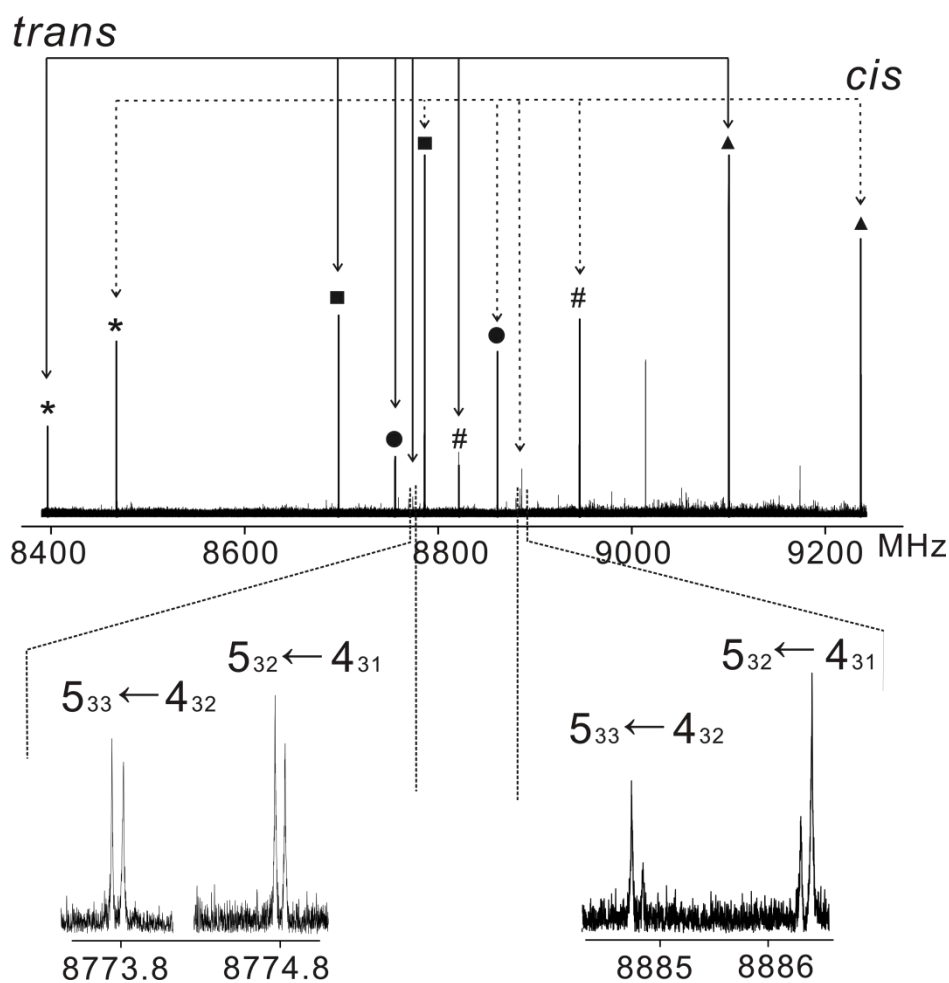 trans
cis
* * ■ ● ■ # ● # ▲ ▲
8400 8600 8800 9000 9200 MHz
5₃₃ ← 4₃₂ 5₃₂ ← 4₃₁ 5₃₃ ← 4₃₂ 5₃₂ ← 4₃₁
8773.8 8774.8 8885 8886